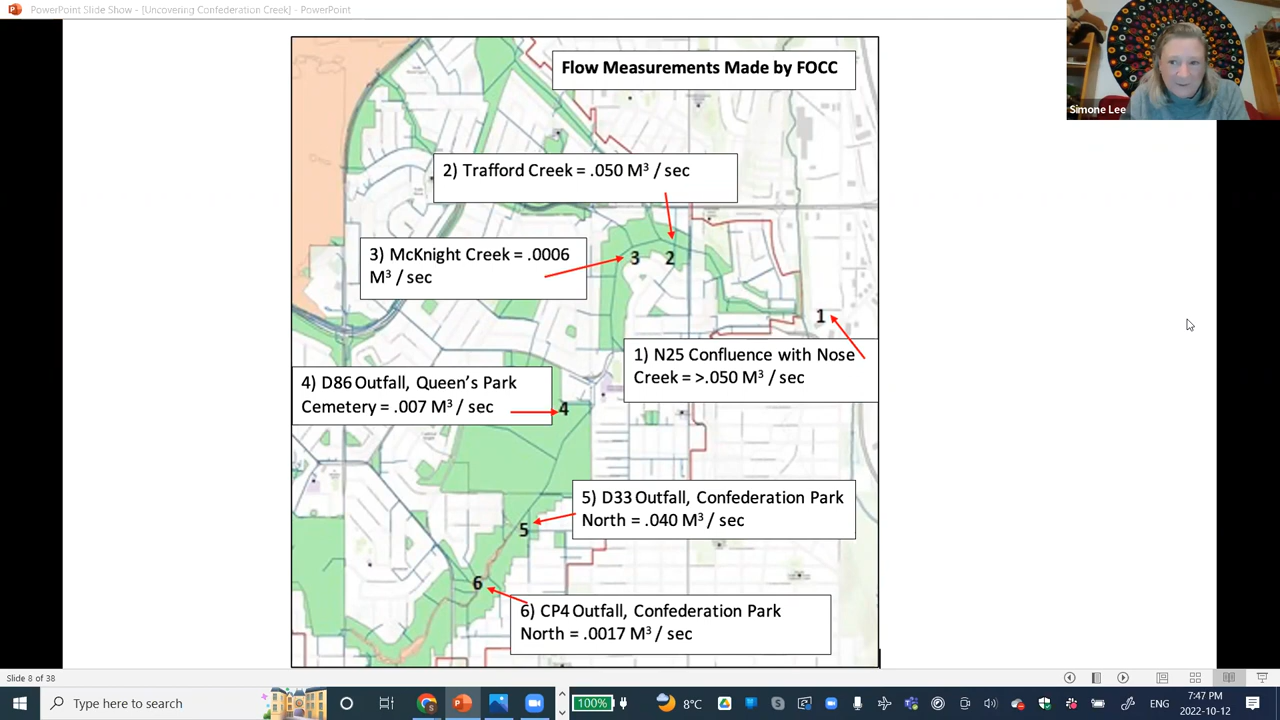 PowerPoint Slide Show - [Uncovering Confederation Creek] - PowerPoint
Simone Lee
Flow Measurements Made by FOCC
2) Trafford Creek = .050 M³ / sec
3) McKnight Creek = .0006
M³ / sec
3
2
1
1) N25 Confluence with Nose
Creek = >.050 M³ / sec
4) D86 Outfall, Queen's Park
Cemetery = .007 M³ / sec
4
5) D33 Outfall, Confederation Park
North = .040 M³ / sec
5
6
6) CP4 Outfall, Confederation Park
North = .0017 M³ / sec
Slide 8 of 38
Type here to search
100%
8°C
ENG
7:47 PM
2022-10-12